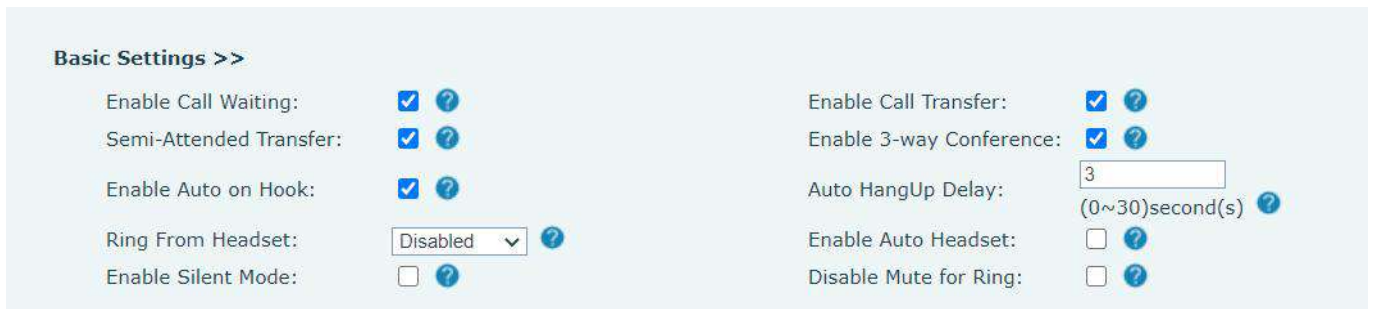 Basic Settings >>
Enable Call Waiting: ? Enable Call Transfer: ?
Semi-Attended Transfer: ? Enable 3-way Conference: ?
Enable Auto on Hook: ? Auto HangUp Delay: 3
(0~30)second(s) ?
Ring From Headset: Disabled ? Enable Auto Headset: ?
Enable Silent Mode: ? Disable Mute for Ring: ?